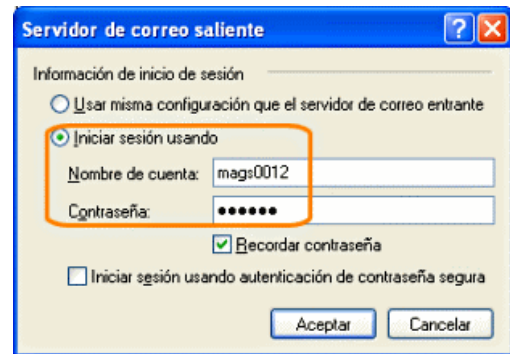 Servidor de correo saliente
Información de inicio de sesión
Usar misma configuración que el servidor de correo entrante
Iniciar sesión usando
Nombre de cuenta: mags0012
Contraseña: ●●●●●●
Recordar contraseña
Iniciar sesión usando autenticación de contraseña segura
Aceptar Cancelar